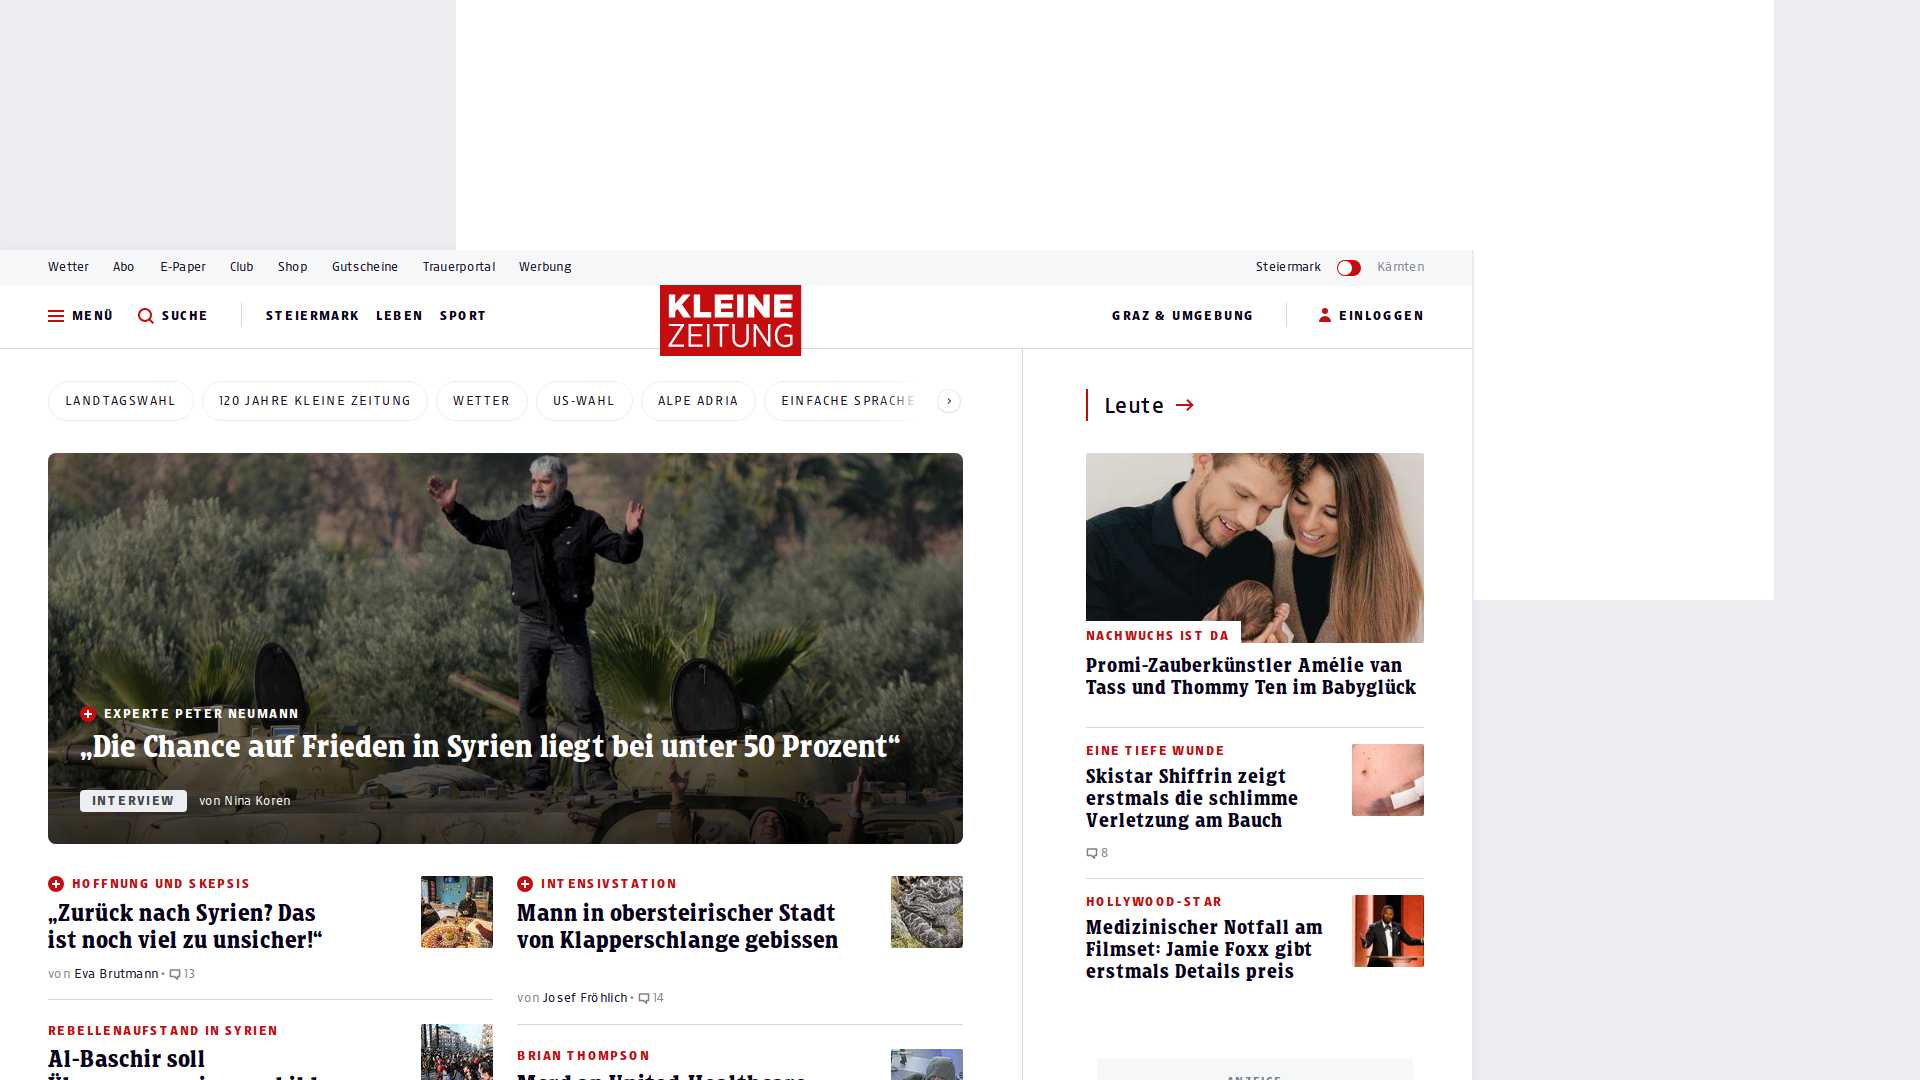 Wetter Abo E-Paper Club Shop Gutscheine Trauerportal Werbung Steiermark Kärnten
MENÜ SUCHE STEIERMARK LEBEN SPORT KLEINE ZEITUNG GRAZ & UMGEBUNG EINLOGGEN
LANDTAGSWAHL 120 JAHRE KLEINE ZEITUNG WETTER US-WAHL ALPE ADRIA EINFACHE SPRACHE
EXPERTE PETER NEUMANN
„Die Chance auf Frieden in Syrien liegt bei unter 50 Prozent“
INTERVIEW von Nina Koren
HOFFNUNG UND SKEPSIS
„Zurück nach Syrien? Das
ist noch viel zu unsicher!“
von Eva Brutmann • 13
REBELLENAUFSTAND IN SYRIEN
Al-Baschir soll
INTENSIVSTATION
Mann in obersteirischer Stadt
von Klapperschlange gebissen
von Josef Fröhlich • 14
BRIAN THOMPSON
Mord an United-Healthcare
Leute
NACHWUCHS IST DA
Promi-Zauberkünstler Amélie van
Tass und Thommy Ten im Babyglück
EINE TIEFE WUNDE
Skistar Shiffrin zeigt
erstmals die schlimme
Verletzung am Bauch
8
HOLLYWOOD-STAR
Medizinischer Notfall am
Filmset: Jamie Foxx gibt
erstmals Details preis
ANZEIGE